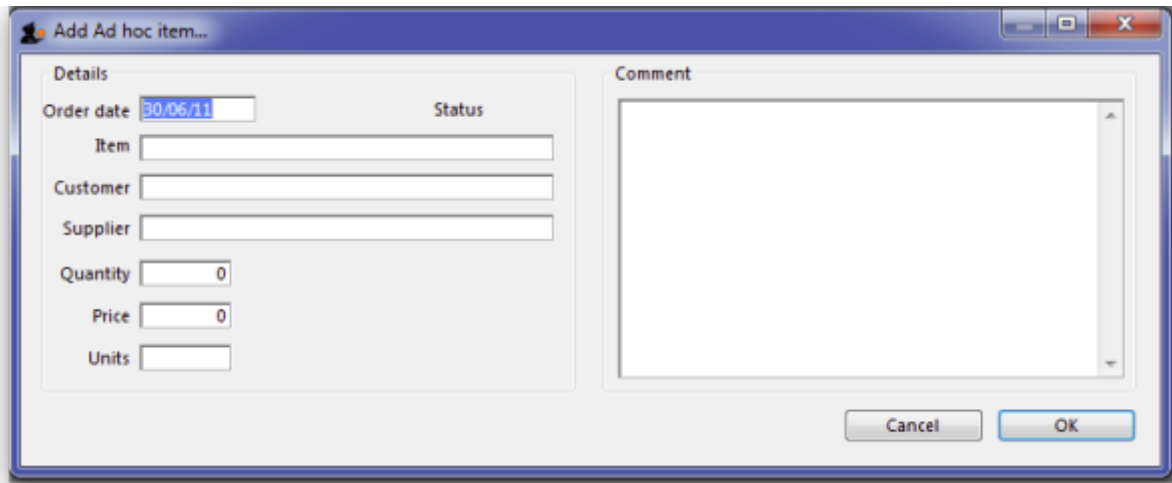 Add Ad hoc item...
Details
Order date 30/06/11 Status
Item
Customer
Supplier
Quantity 0
Price 0
Units
Comment
Cancel OK